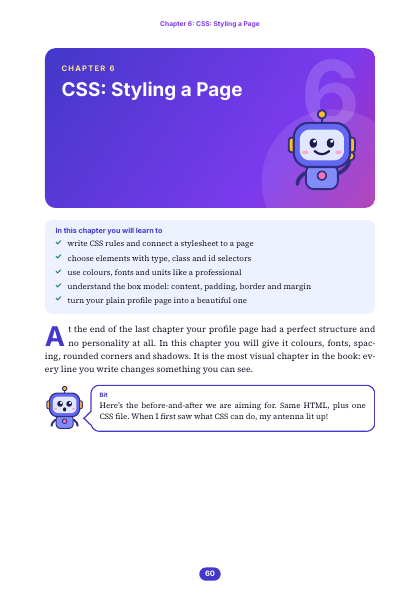 Chapter 6: CSS: Styling a Page
CHAPTER 6
6
CSS: Styling a Page
In this chapter you will learn to
write CSS rules and connect a stylesheet to a page
choose elements with type, class and id selectors
use colours, fonts and units like a professional
understand the box model: content, padding, border and margin
turn your plain profile page into a beautiful one
At the end of the last chapter your profile page had a perfect structure and
no personality at all. In this chapter you will give it colours, fonts, spac-
ing, rounded corners and shadows. It is the most visual chapter in the book: ev-
ery line you write changes something you can see.
Bit
Here’s the before-and-after we are aiming for. Same HTML, plus one
CSS file. When I first saw what CSS can do, my antenna lit up!
60